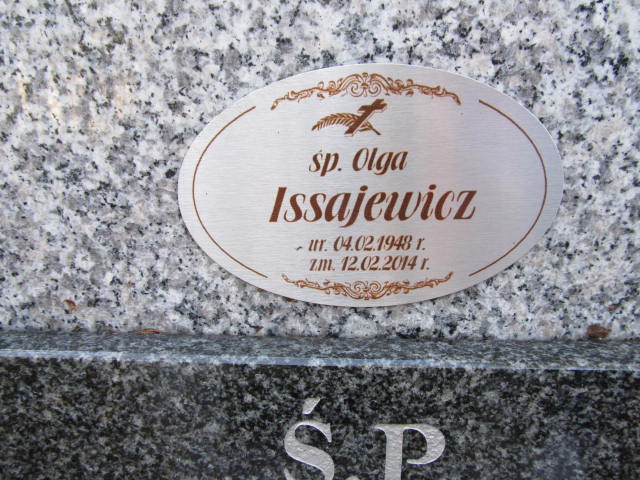 śp. Olga
Issajewicz
ur. 04.02.1948 r.
zm. 12.02.2014 r.
Ś.P